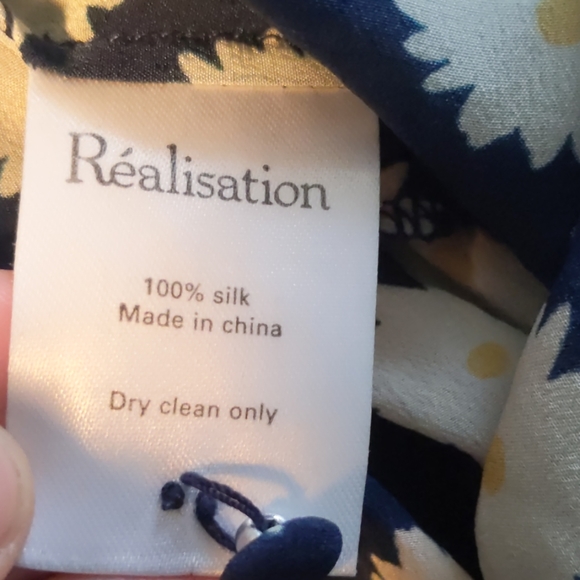 Réalisation
100% silk
Made in china
Dry clean only